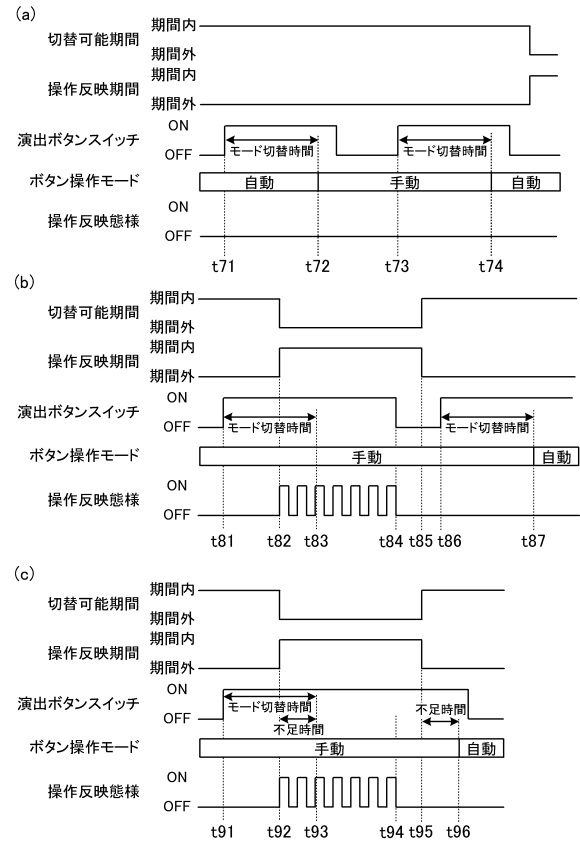 (a)
切替可能期間
期間内
期間外
操作反映期間
期間内
期間外
演出ボタンスイッチ
ON
OFF
モード切替時間
モード切替時間
ボタン操作モード
自動
手動
自動
操作反映態様
ON
OFF
t71
t72
t73
t74
(b)
切替可能期間
期間内
期間外
操作反映期間
期間内
期間外
演出ボタンスイッチ
ON
OFF
モード切替時間
モード切替時間
ボタン操作モード
手動
自動
操作反映態様
ON
OFF
t81
t82
t83
t84
t85
t86
t87
(c)
切替可能期間
期間内
期間外
操作反映期間
期間内
期間外
演出ボタンスイッチ
ON
OFF
モード切替時間
不足時間
不足時間
ボタン操作モード
手動
自動
操作反映態様
ON
OFF
t91
t92
t93
t94
t95
t96